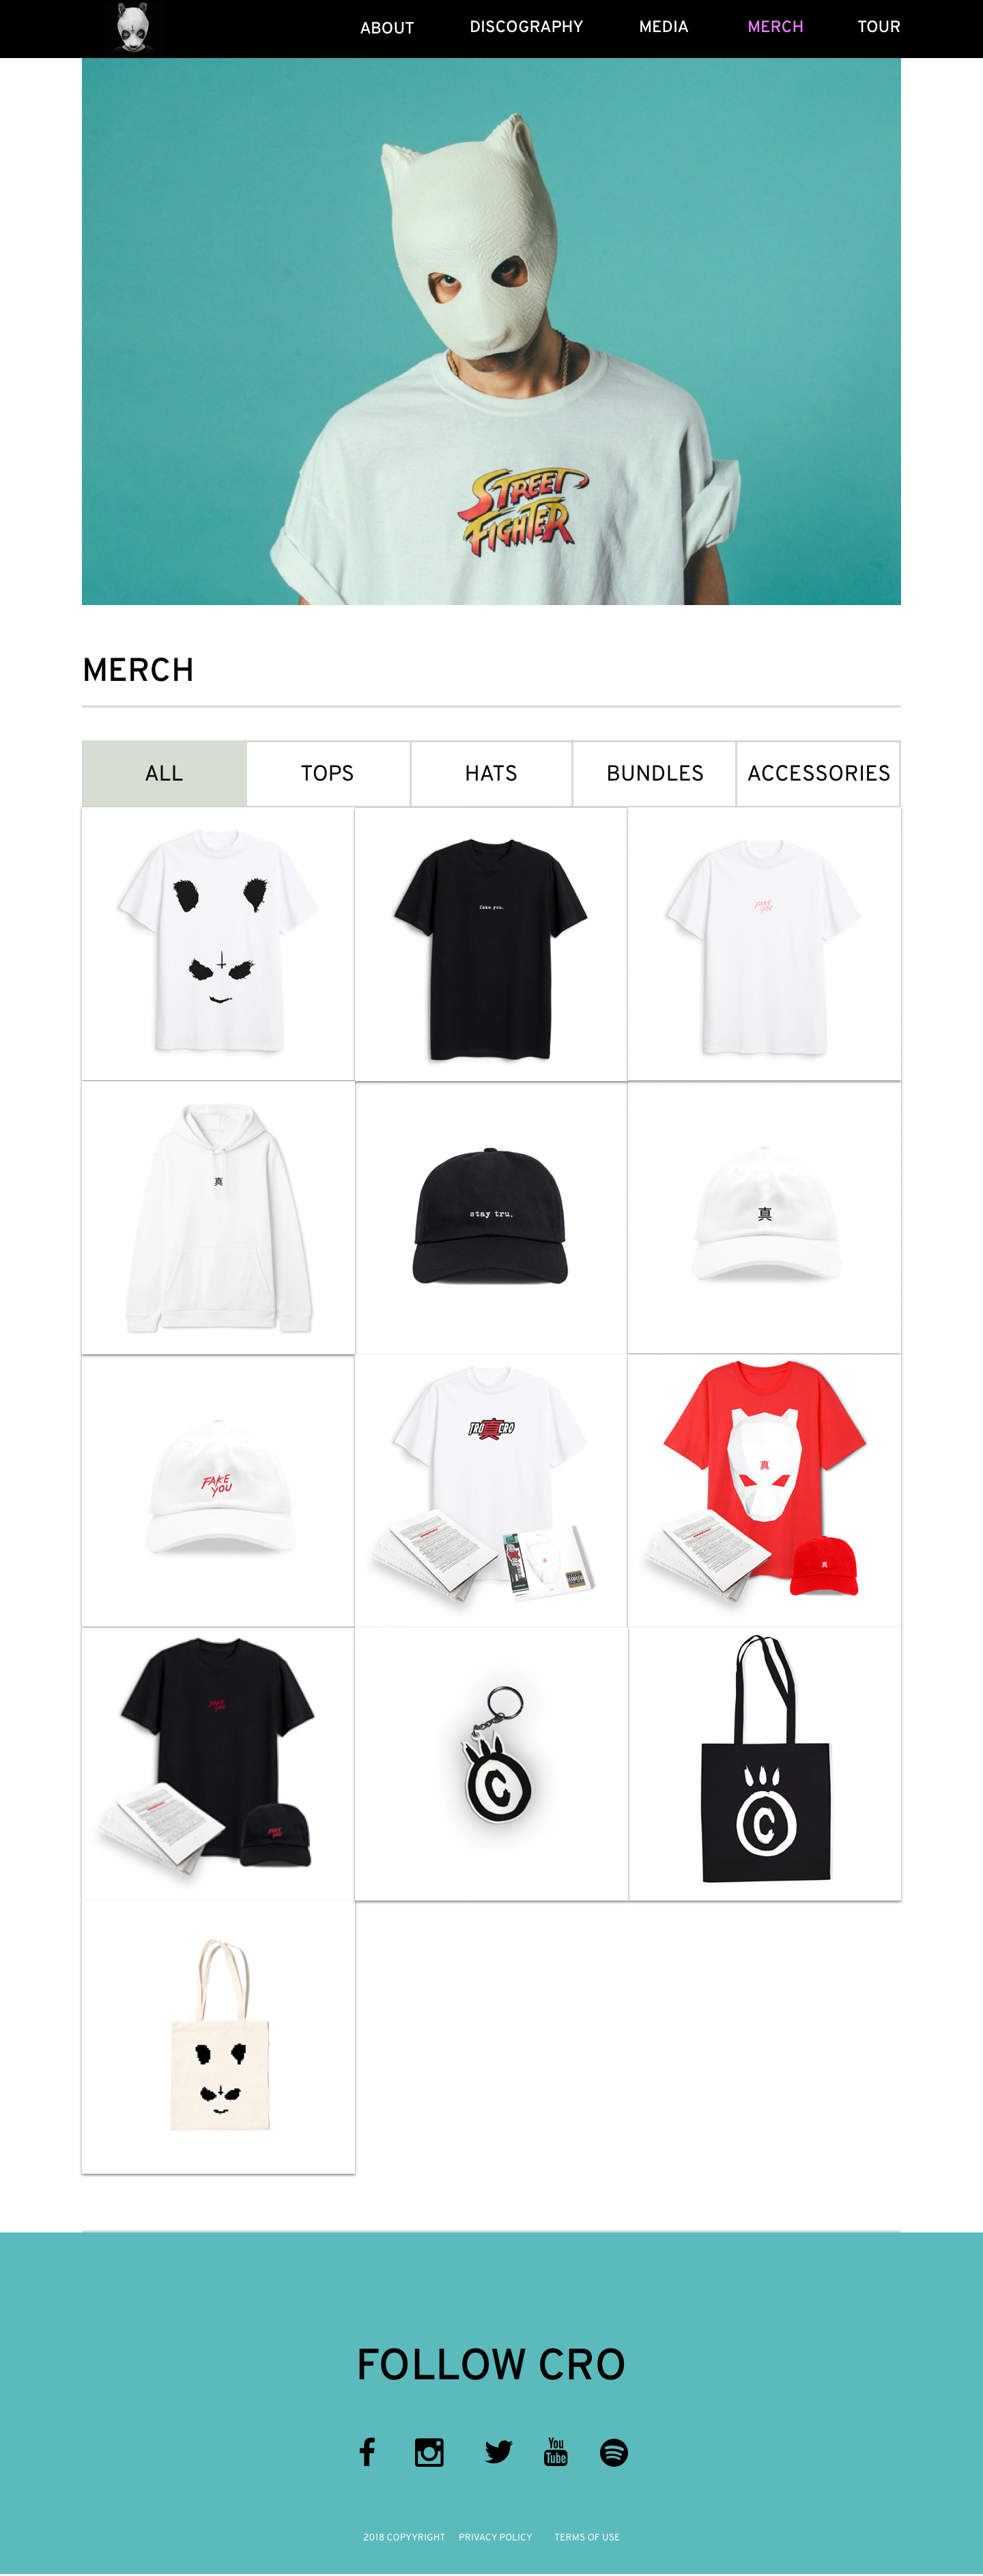 ABOUT DISCOGRAPHY MEDIA MERCH TOUR
STREET
FIGHTER
MERCH
ALL TOPS HATS BUNDLES ACCESSORIES
fake you.
FAKE
YOU
真
stay tru.
真
FAKE
YOU
TRU 真 CRO
真
真
FAKE
YOU
FAKE
YOU
C
C
FOLLOW CRO
You
Tube
2018 COPYYRIGHT PRIVACY POLICY TERMS OF USE